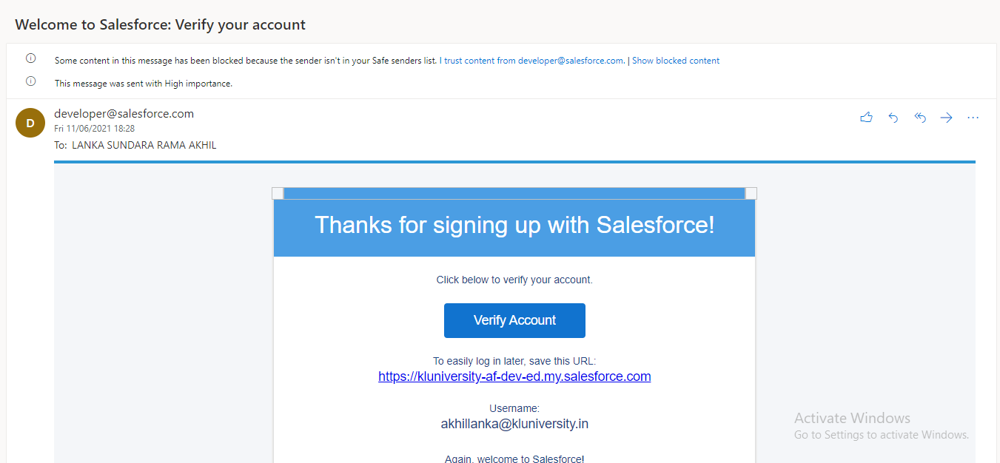 Welcome to Salesforce: Verify your account
Some content in this message has been blocked because the sender isn't in your Safe senders list. I trust content from developer@salesforce.com. | Show blocked content
This message was sent with High importance.
D
developer@salesforce.com
Fri 11/06/2021 18:28
To: LANKA SUNDARA RAMA AKHIL
Thanks for signing up with Salesforce!
Click below to verify your account.
Verify Account
To easily log in later, save this URL:
https://kluniversity-af-dev-ed.my.salesforce.com
Username:
akhillanka@kluniversity.in
Again, welcome to Salesforce!
Activate Windows
Go to Settings to activate Windows.